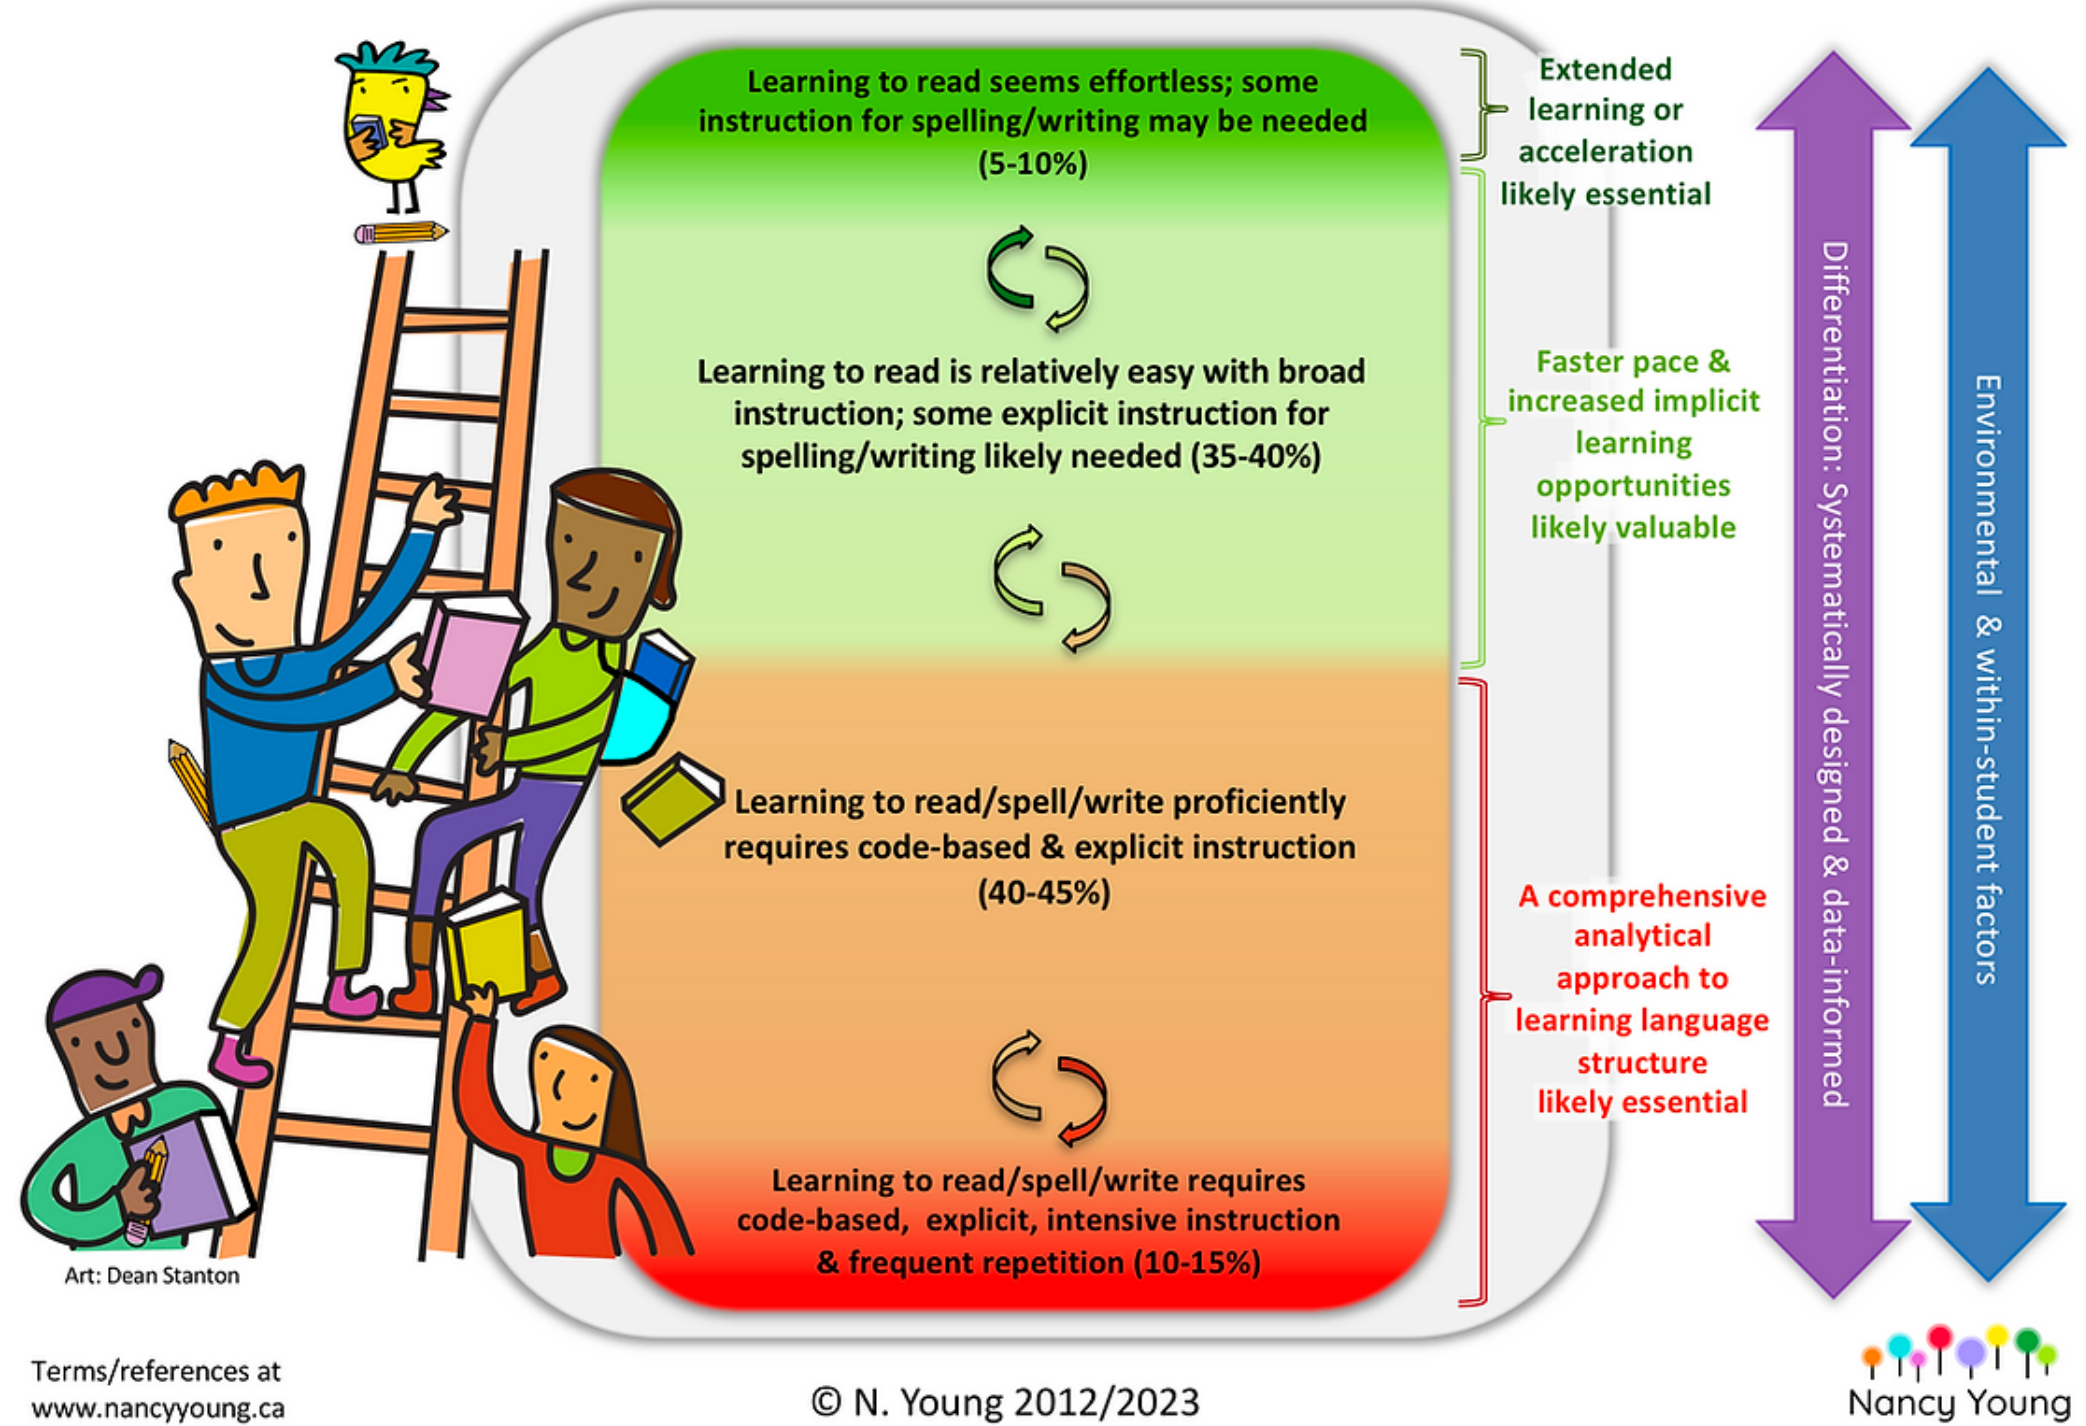 Learning to read seems effortless; some
instruction for spelling/writing may be needed
(5-10%)
Learning to read is relatively easy with broad
instruction; some explicit instruction for
spelling/writing likely needed (35-40%)
Learning to read/spell/write proficiently
requires code-based & explicit instruction
(40-45%)
Learning to read/spell/write requires
code-based, explicit, intensive instruction
& frequent repetition (10-15%)
Extended
learning or
acceleration
likely essential
Faster pace &
increased implicit
learning
opportunities
likely valuable
A comprehensive
analytical
approach to
learning language
structure
likely essential
Differentiation: Systematically designed & data-informed
Environmental & within-student factors
Art: Dean Stanton
Terms/references at
www.nancyyoung.ca
© N. Young 2012/2023
Nancy Young